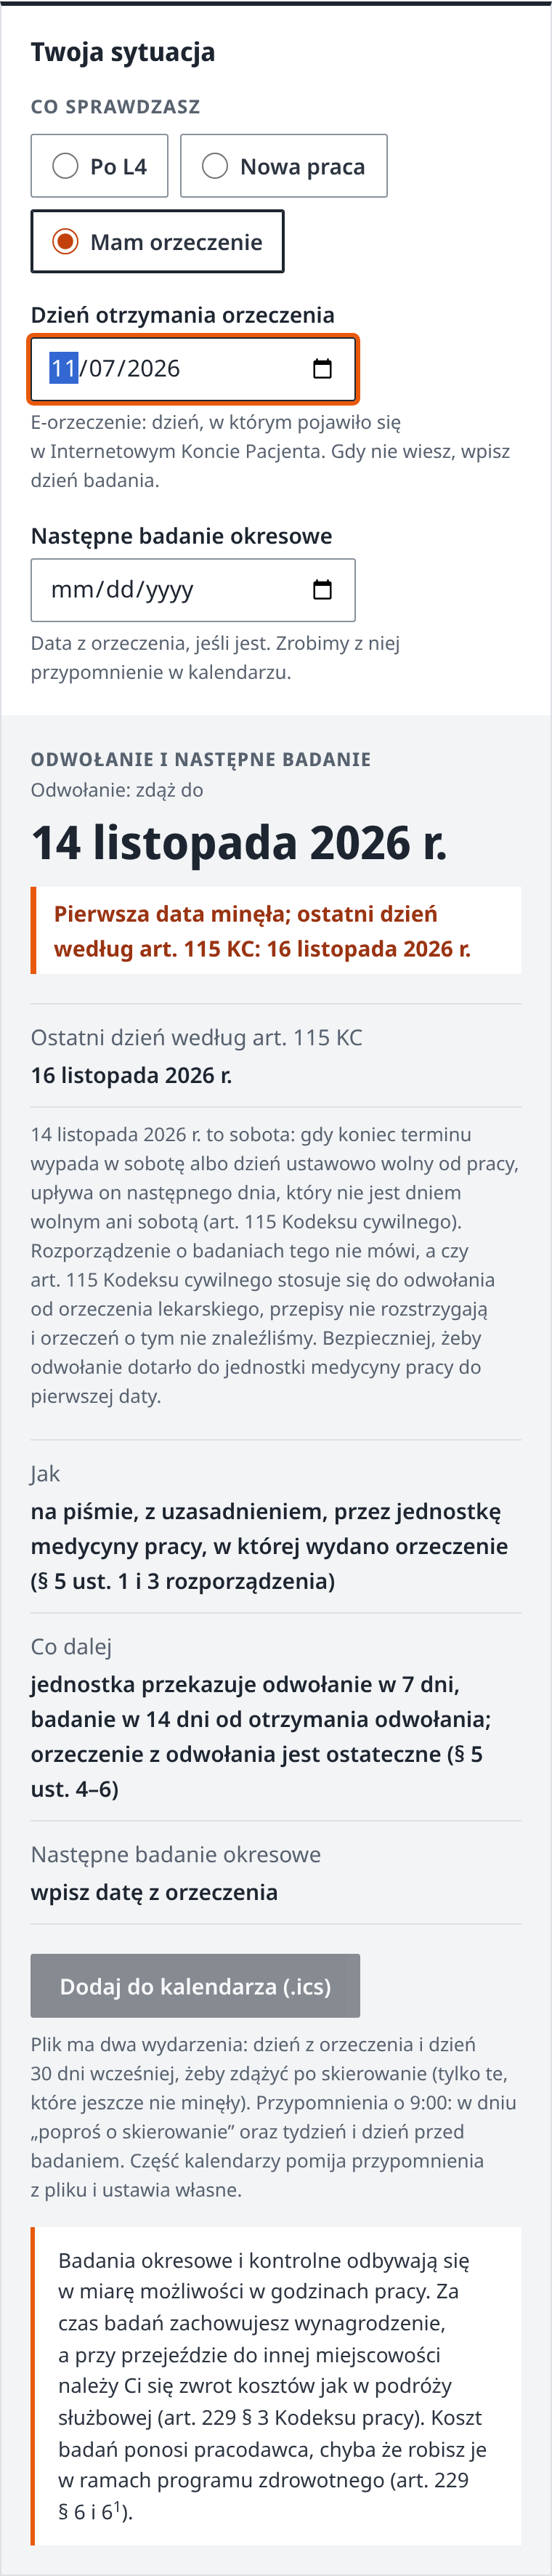 Twoja sytuacja
CO SPRAWDZASZ
Po L4
Nowa praca
Mam orzeczenie
Dzień otrzymania orzeczenia
11/07/2026
E-orzeczenie: dzień, w którym pojawiło się
w Internetowym Koncie Pacjenta. Gdy nie wiesz, wpisz
dzień badania.
Następne badanie okresowe
mm/dd/yyyy
Data z orzeczenia, jeśli jest. Zrobimy z niej
przypomnienie w kalendarzu.
ODWOŁANIE I NASTĘPNE BADANIE
Odwołanie: zdąż do
14 listopada 2026 r.
Pierwsza data minęła; ostatni dzień
według art. 115 KC: 16 listopada 2026 r.
Ostatni dzień według art. 115 KC
16 listopada 2026 r.
14 listopada 2026 r. to sobota: gdy koniec terminu
wypada w sobotę albo dzień ustawowo wolny od pracy,
upływa on następnego dnia, który nie jest dniem
wolnym ani sobotą (art. 115 Kodeksu cywilnego).
Rozporządzenie o badaniach tego nie mówi, a czy
art. 115 Kodeksu cywilnego stosuje się do odwołania
od orzeczenia lekarskiego, przepisy nie rozstrzygają
i orzeczeń o tym nie znaleźliśmy. Bezpieczniej, żeby
odwołanie dotarło do jednostki medycyny pracy do
pierwszej daty.
Jak
na piśmie, z uzasadnieniem, przez jednostkę
medycyny pracy, w której wydano orzeczenie
(§ 5 ust. 1 i 3 rozporządzenia)
Co dalej
jednostka przekazuje odwołanie w 7 dni,
badanie w 14 dni od otrzymania odwołania;
orzeczenie z odwołania jest ostateczne (§ 5
ust. 4–6)
Następne badanie okresowe
wpisz datę z orzeczenia
Dodaj do kalendarza (.ics)
Plik ma dwa wydarzenia: dzień z orzeczenia i dzień
30 dni wcześniej, żeby zdążyć po skierowanie (tylko te,
które jeszcze nie minęły). Przypomnienia o 9:00: w dniu
„poproś o skierowanie” oraz tydzień i dzień przed
badaniem. Część kalendarzy pomija przypomnienia
z pliku i ustawia własne.
Badania okresowe i kontrolne odbywają się
w miarę możliwości w godzinach pracy. Za
czas badań zachowujesz wynagrodzenie,
a przy przejeździe do innej miejscowości
należy Ci się zwrot kosztów jak w podróży
służbowej (art. 229 § 3 Kodeksu pracy). Koszt
badań ponosi pracodawca, chyba że robisz je
w ramach programu zdrowotnego (art. 229
§ 6 i 6¹).